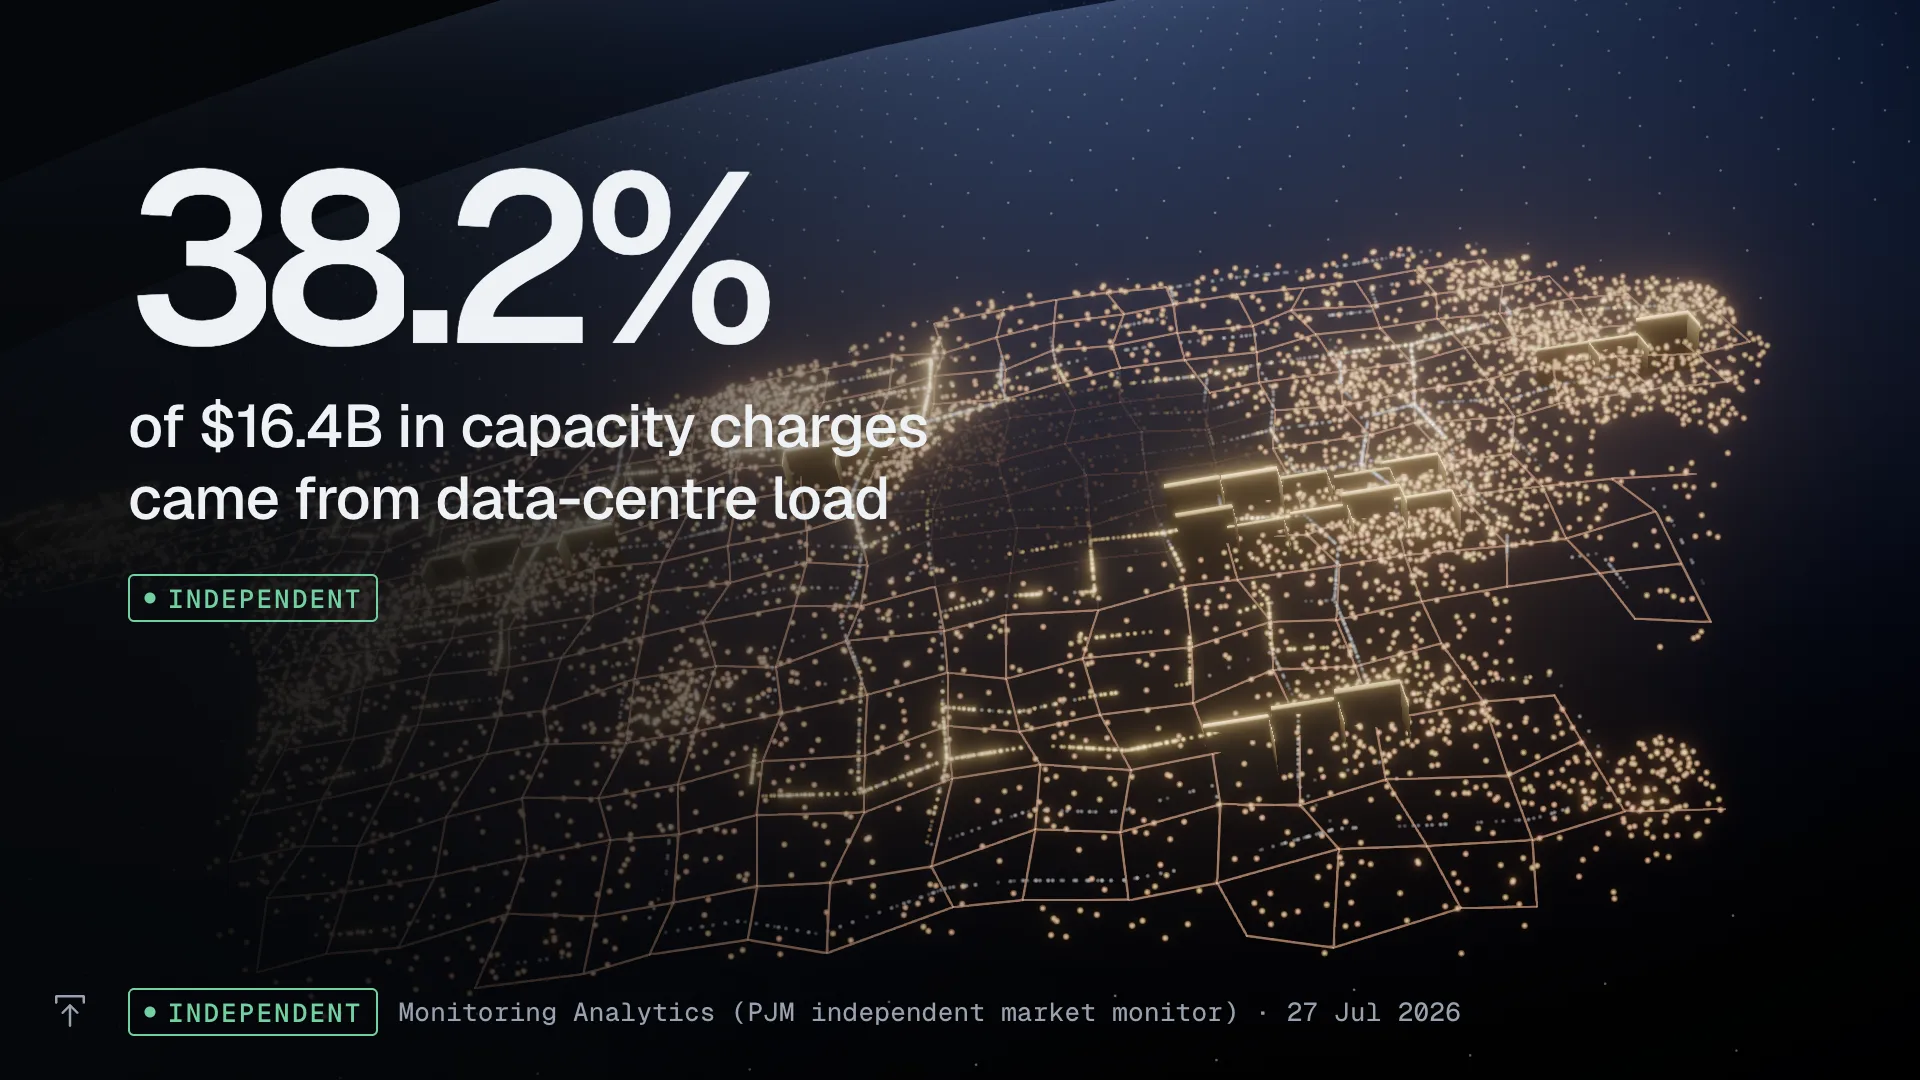 38.2%
of $16.4B in capacity charges
came from data-centre load
INDEPENDENT
INDEPENDENT Monitoring Analytics (PJM independent market monitor) · 27 Jul 2026